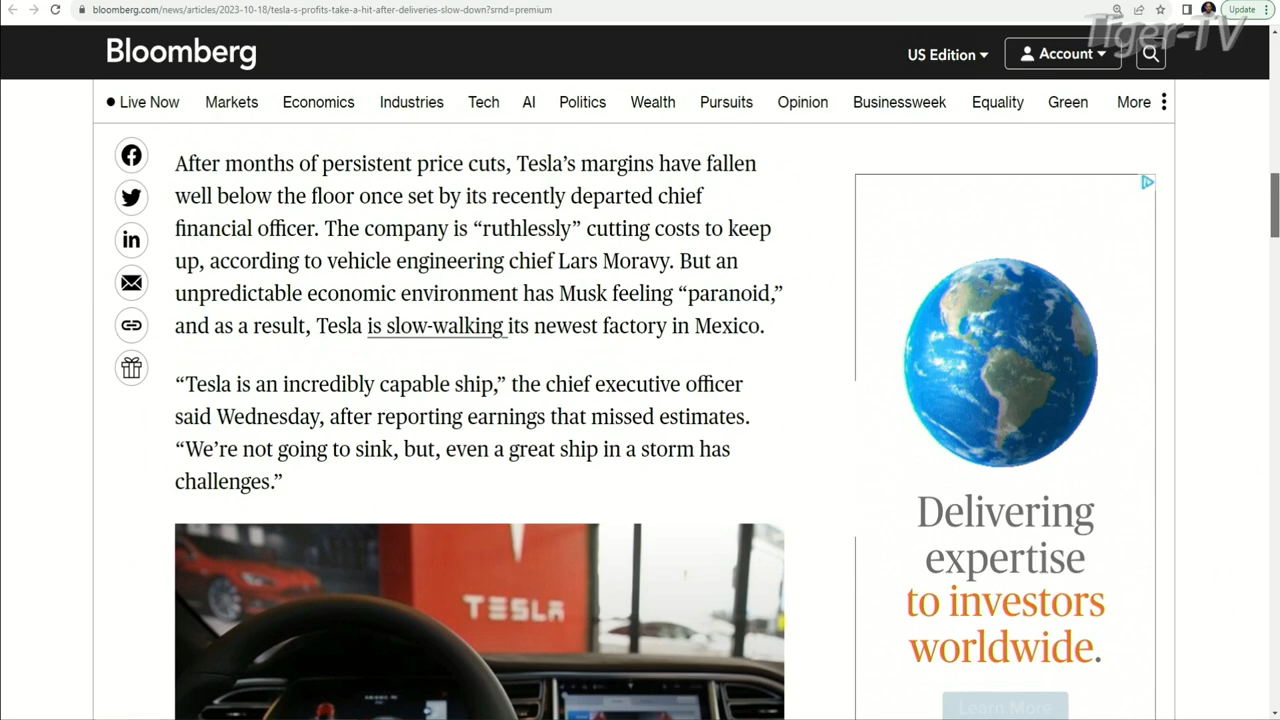 bloomberg.com/news/articles/2023-10-18/tesla-s-profits-take-a-hit-after-deliveries-slow-down?srnd=premium
Update
Tiger-TV
Bloomberg
US Edition
Account
Live Now Markets Economics Industries Tech AI Politics Wealth Pursuits Opinion Businessweek Equality Green More
After months of persistent price cuts, Tesla’s margins have fallen
well below the floor once set by its recently departed chief
financial officer. The company is “ruthlessly” cutting costs to keep
up, according to vehicle engineering chief Lars Moravy. But an
unpredictable economic environment has Musk feeling “paranoid,”
and as a result, Tesla is slow-walking its newest factory in Mexico.
“Tesla is an incredibly capable ship,” the chief executive officer
said Wednesday, after reporting earnings that missed estimates.
“We’re not going to sink, but, even a great ship in a storm has
challenges.”
TESLA
Delivering
expertise
to investors
worldwide.
Learn More